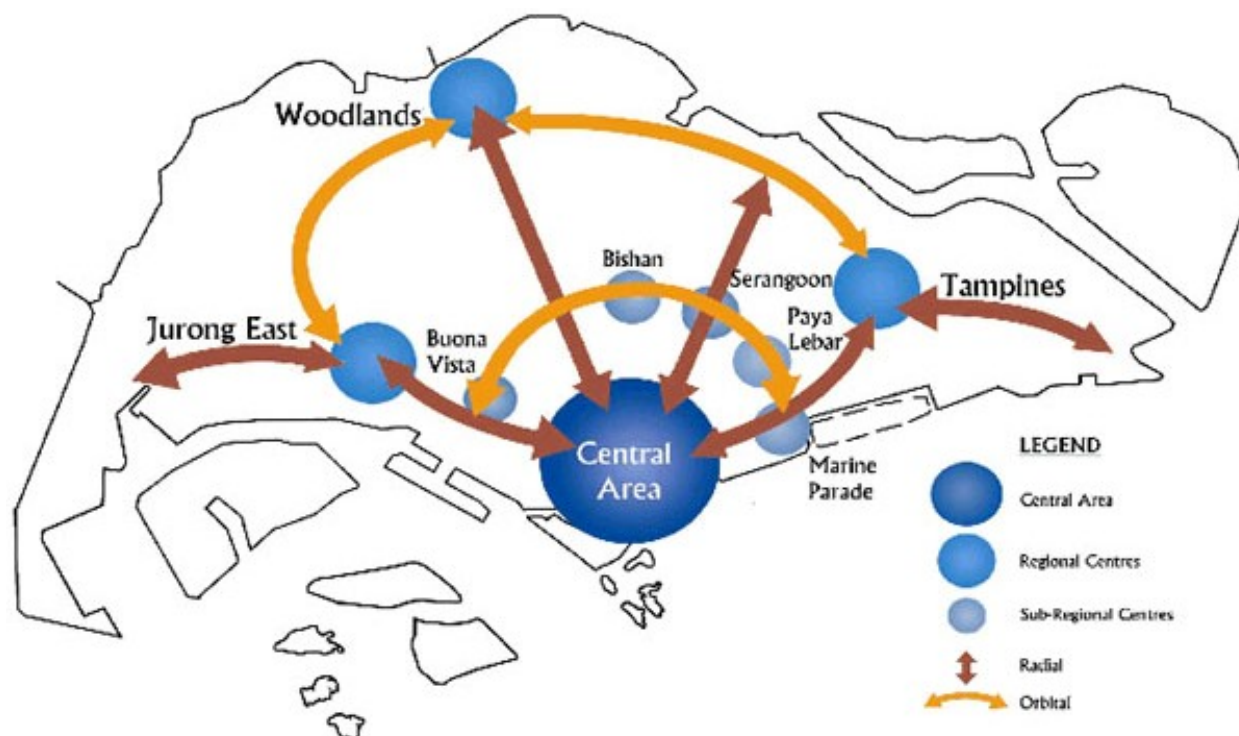 Woodlands
Bishan
Serangoon
Tampines
Paya
Lebar
Jurong East
Buona
Vista
Central
Area
Marine
Parade
LEGEND
Central Area
Regional Centres
Sub-Regional Centres
Radial
Orbital